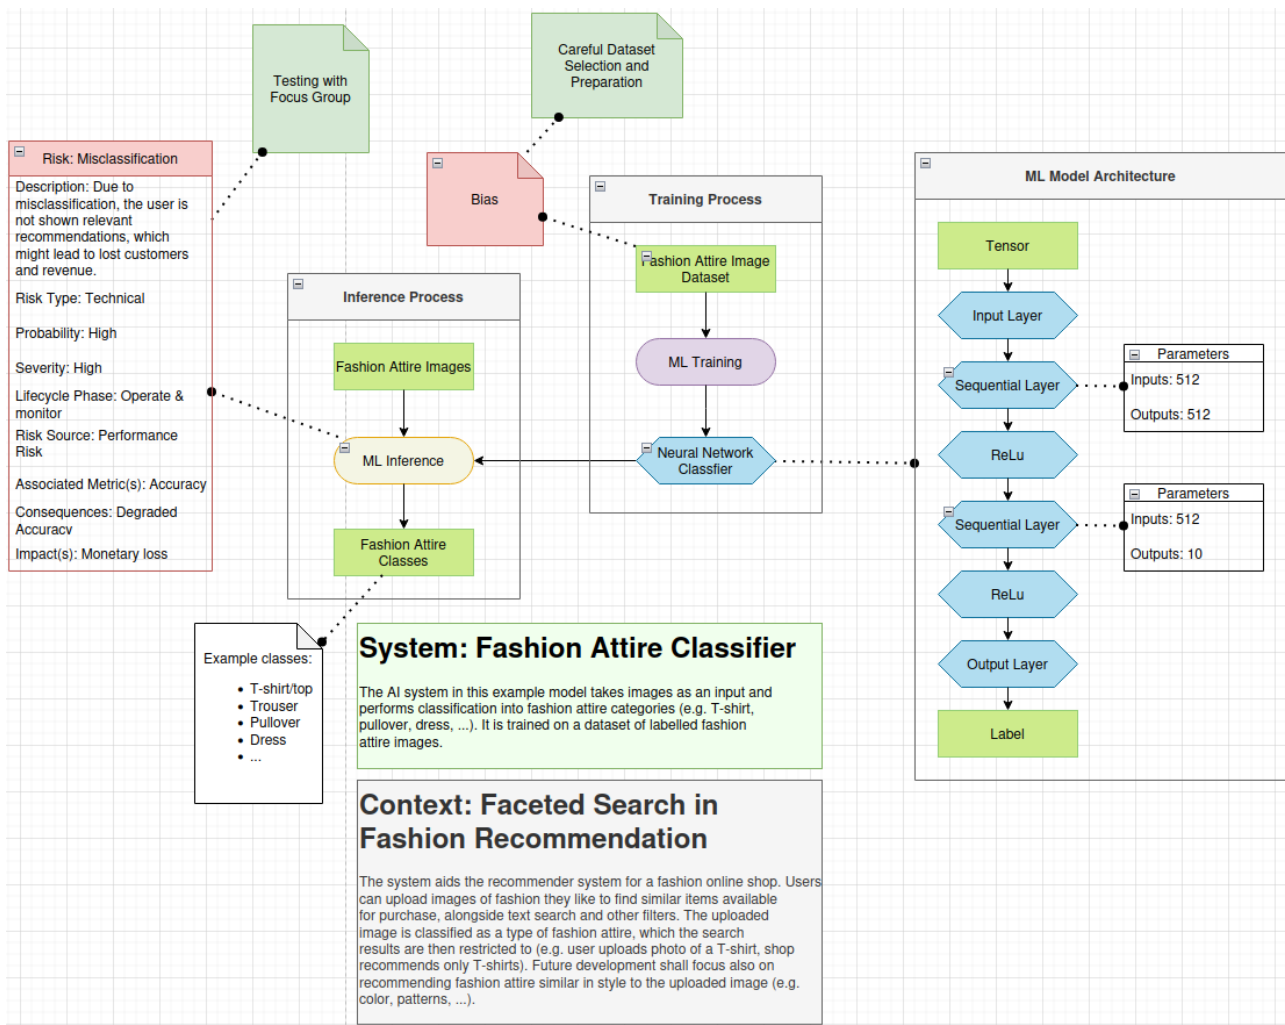 Careful Dataset
Selection and
Preparation
Testing with
Focus Group
Risk: Misclassification
Description: Due to
misclassification, the user is
not shown relevant
recommendations, which
might lead to lost customers
and revenue.
Risk Type: Technical
Probability: High
Severity: High
Lifecycle Phase: Operate &
monitor
Risk Source: Performance
Risk
Associated Metric(s): Accuracy
Consequences: Degraded
Accuracy
Impact(s): Monetary loss
Bias
Training Process
Fashion Attire Image
Dataset
ML Training
Neural Network
Classfier
Inference Process
Fashion Attire Images
ML Inference
Fashion Attire
Classes
Example classes:
• T-shirt/top
• Trouser
• Pullover
• Dress
• ...
ML Model Architecture
Tensor
Input Layer
Sequential Layer
Parameters
Inputs: 512
Outputs: 512
ReLu
Sequential Layer
Parameters
Inputs: 512
Outputs: 10
ReLu
Output Layer
Label
System: Fashion Attire Classifier
The AI system in this example model takes images as an input and
performs classification into fashion attire categories (e.g. T-shirt,
pullover, dress, ...). It is trained on a dataset of labelled fashion
attire images.
Context: Faceted Search in
Fashion Recommendation
The system aids the recommender system for a fashion online shop. Users
can upload images of fashion they like to find similar items available
for purchase, alongside text search and other filters. The uploaded
image is classified as a type of fashion attire, which the search
results are then restricted to (e.g. user uploads photo of a T-shirt, shop
recommends only T-shirts). Future development shall focus also on
recommending fashion attire similar in style to the uploaded image (e.g.
color, patterns, ...).